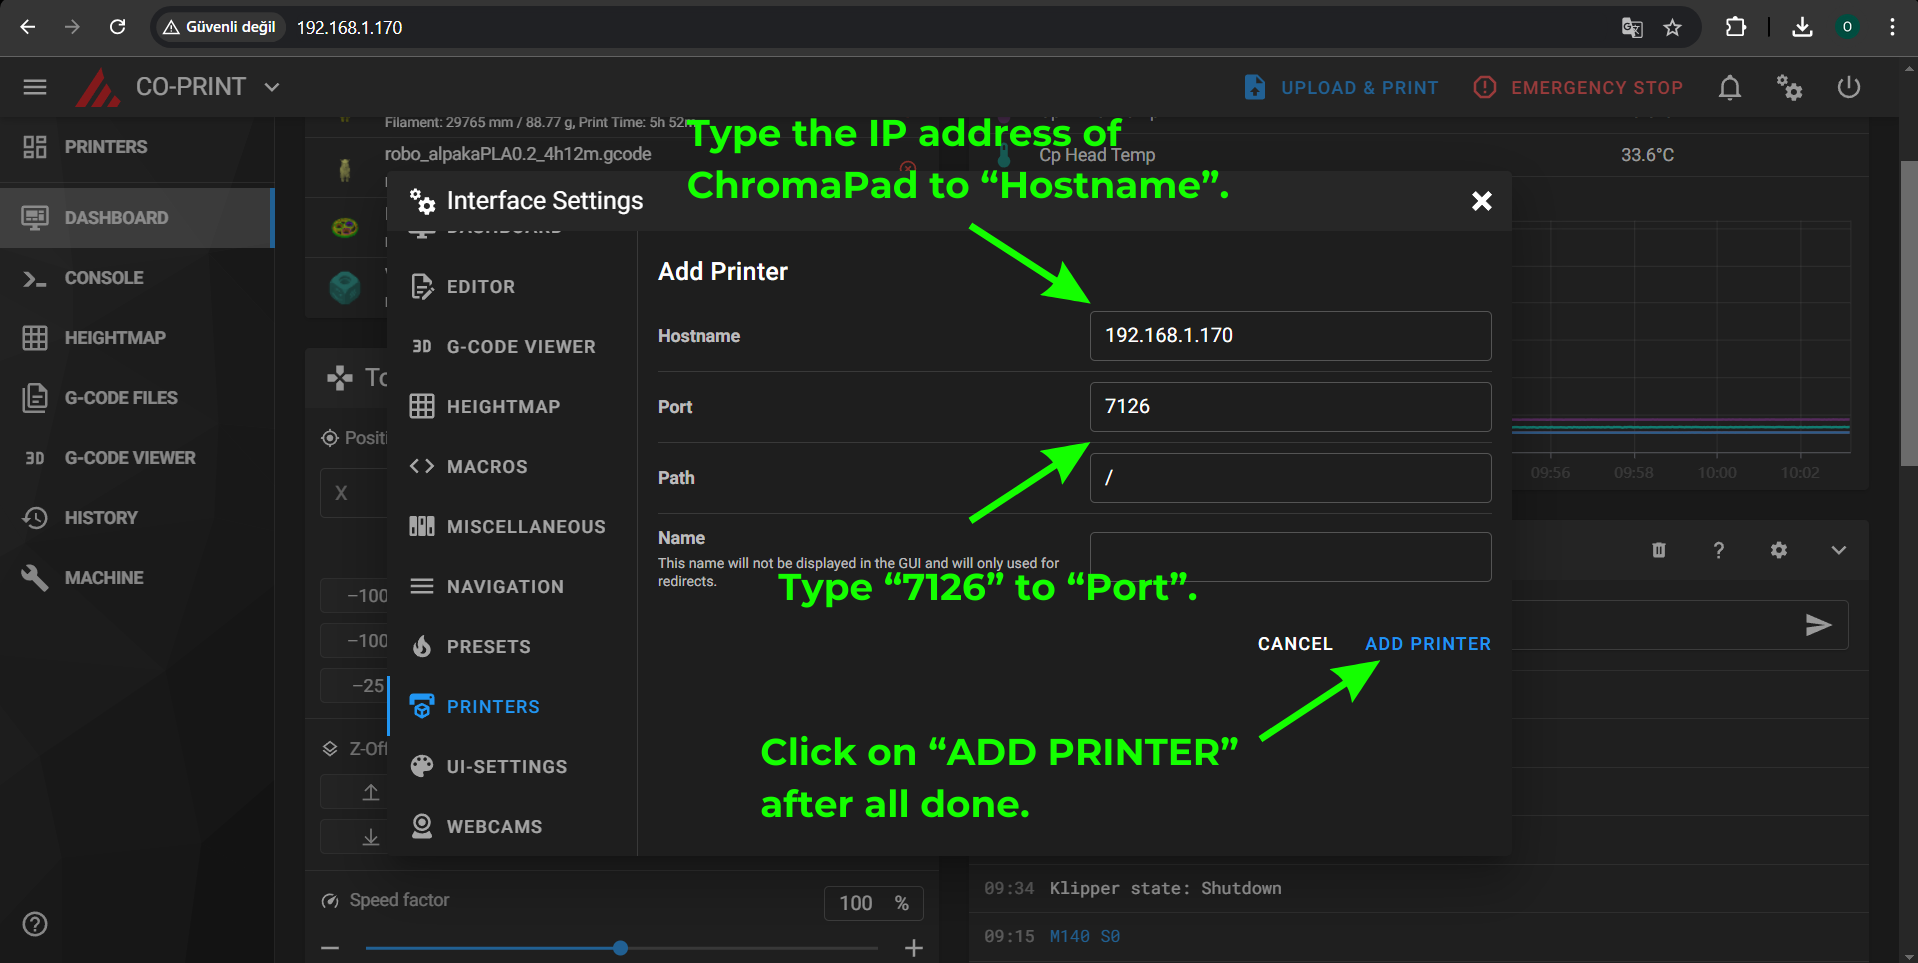 Güvenli değil
192.168.1.170
O
CO-PRINT
UPLOAD & PRINT
EMERGENCY STOP
PRINTERS
DASHBOARD
CONSOLE
HEIGHTMAP
G-CODE FILES
3D G-CODE VIEWER
HISTORY
MACHINE
Filament: 29765 mm / 88.77 g, Print Time: 5h 52m
robo_alpakaPLA0.2_4h12m.gcode
Type the IP address of
ChromaPad to “Hostname”.
Cp Head Temp
33.6°C
Interface Settings
DASHBOARD
EDITOR
3D G-CODE VIEWER
HEIGHTMAP
MACROS
MISCELLANEOUS
NAVIGATION
PRESETS
PRINTERS
UI-SETTINGS
WEBCAMS
Add Printer
Hostname
192.168.1.170
Port
7126
Path
/
Name
This name will not be displayed in the GUI and will only used for
redirects.
Type “7126” to “Port”.
CANCEL
ADD PRINTER
Click on “ADD PRINTER”
after all done.
To
Positi
X
−100
−100
−25
Z-Off
Speed factor
100 %
09:56
09:58
10:00
10:02
09:34 Klipper state: Shutdown
09:15 M140 S0